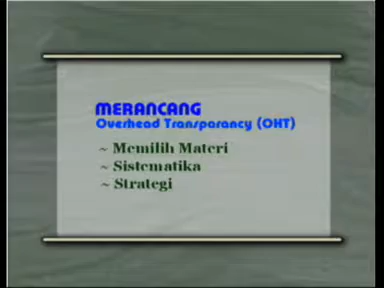 MERANCANG
Overhead Transparancy (OHT)
~ Memilih Materi
~ Sistematika
~ Strategi